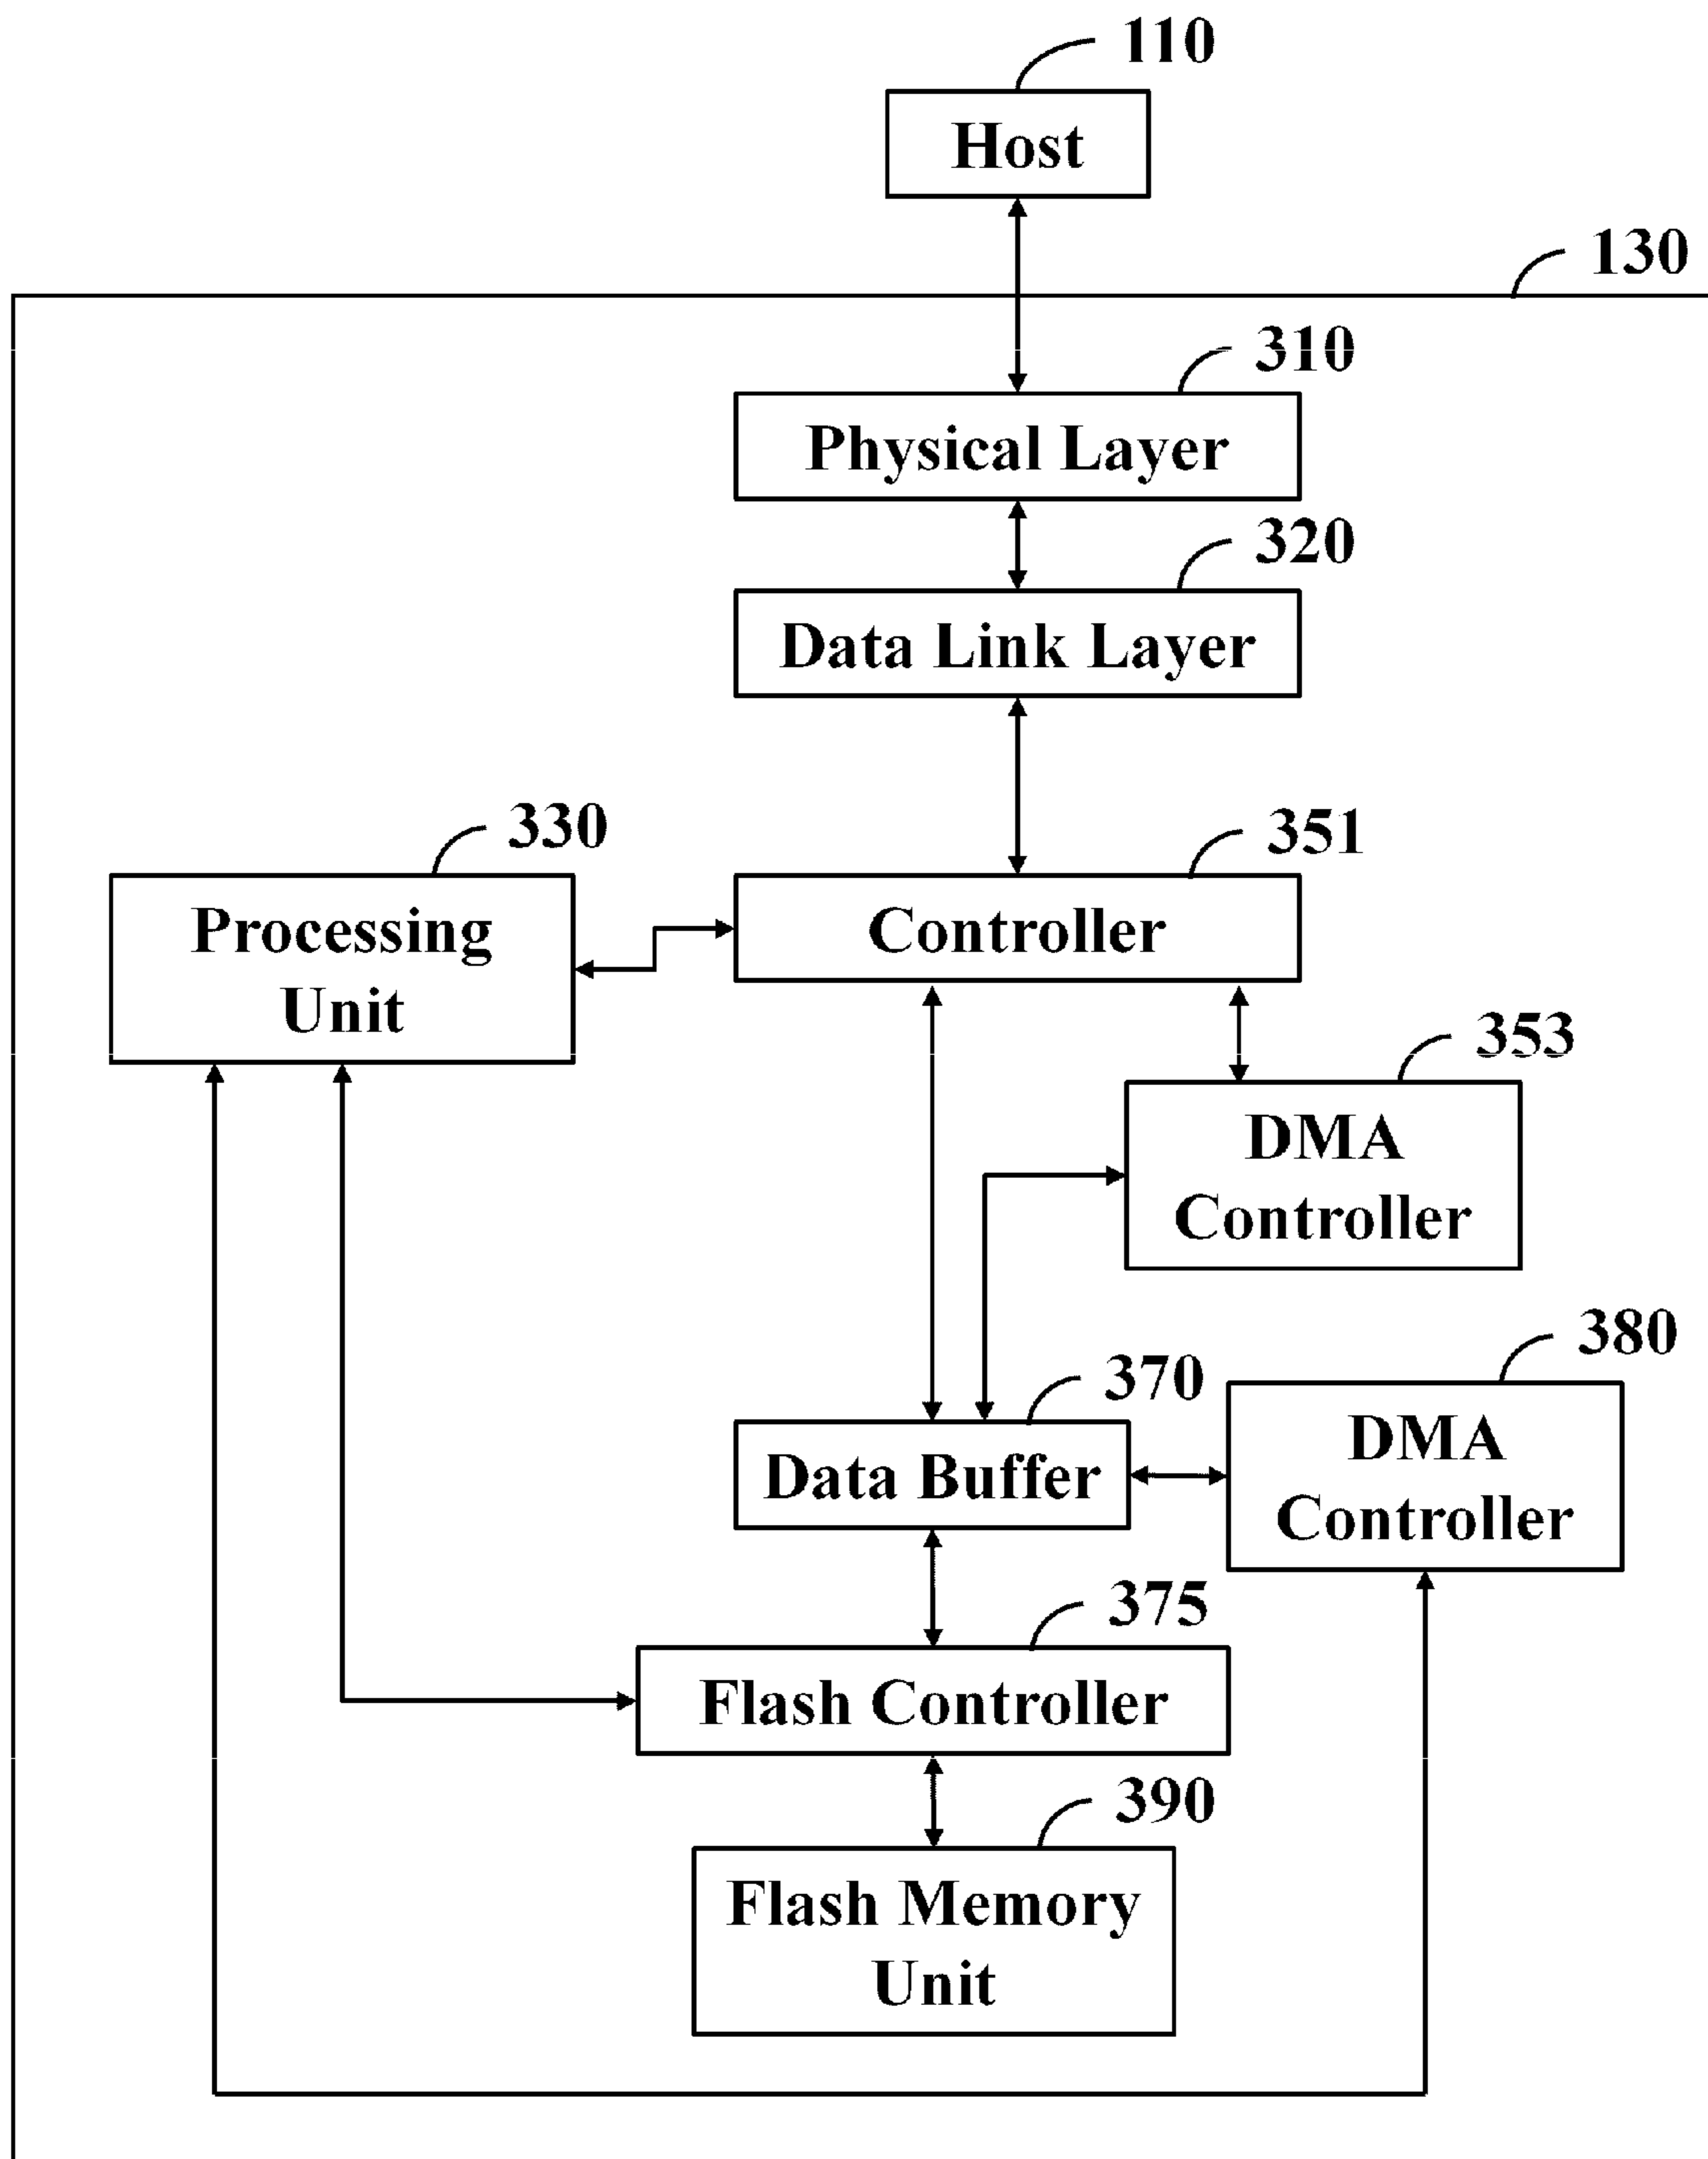 110
Host
130
310
Physical Layer
320
Data Link Layer
330
351
Processing
Unit
Controller
353
DMA
Controller
380
370
DMA
Controller
Data Buffer
375
Flash Controller
390
Flash Memory
Unit